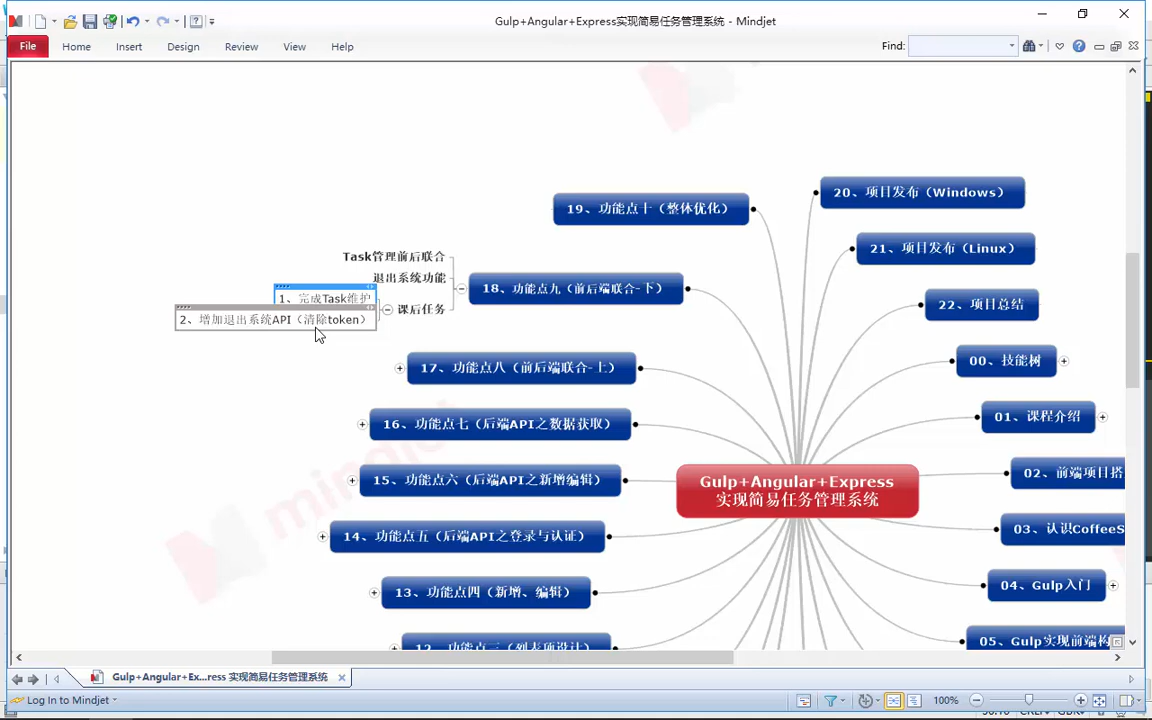 Gulp+Angular+Express实现简易任务管理系统 - Mindjet
File
Home
Insert
Design
Review
View
Help
Find:
20、项目发布（Windows）
19、功能点十（整体优化）
21、项目发布（Linux）
Task管理前后联合
退出系统功能
18、功能点九（前后端联合-下）
1、完成Task维护
课后任务
2、增加退出系统API（清除token）
22、项目总结
00、技能树
17、功能点八（前后端联合-上）
01、课程介绍
16、功能点七（后端API之数据获取）
02、前端项目搭
15、功能点六（后端API之新增编辑）
Gulp+Angular+Express
实现简易任务管理系统
03、认识CoffeeS
14、功能点五（后端API之登录与认证）
04、Gulp入门
13、功能点四（新增、编辑）
05、Gulp实现前端构
12、功能点三（列表项设计）
mindjet
Gulp+Angular+Ex...ress 实现简易任务管理系统
Log In to Mindjet
100%